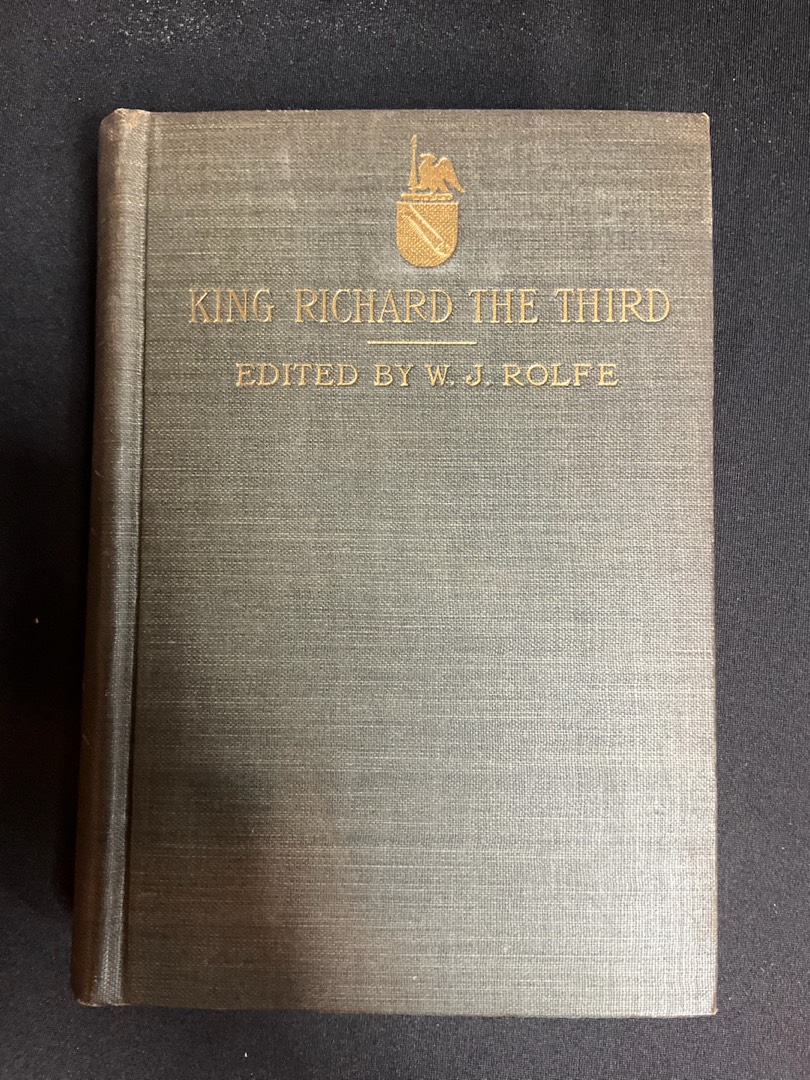 KING RICHARD THE THIRD
EDITED BY W. J. ROLFE